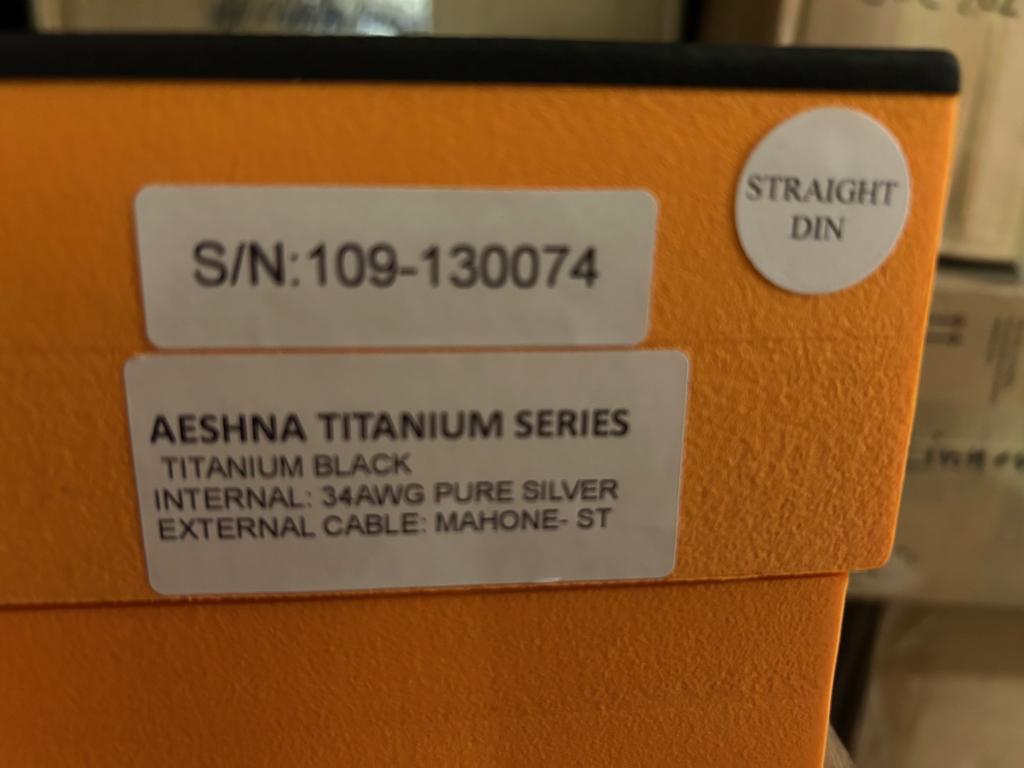 STRAIGHT
DIN
S/N:109-130074
AESHNA TITANIUM SERIES
TITANIUM BLACK
INTERNAL: 34AWG PURE SILVER
EXTERNAL CABLE: MAHONE- ST